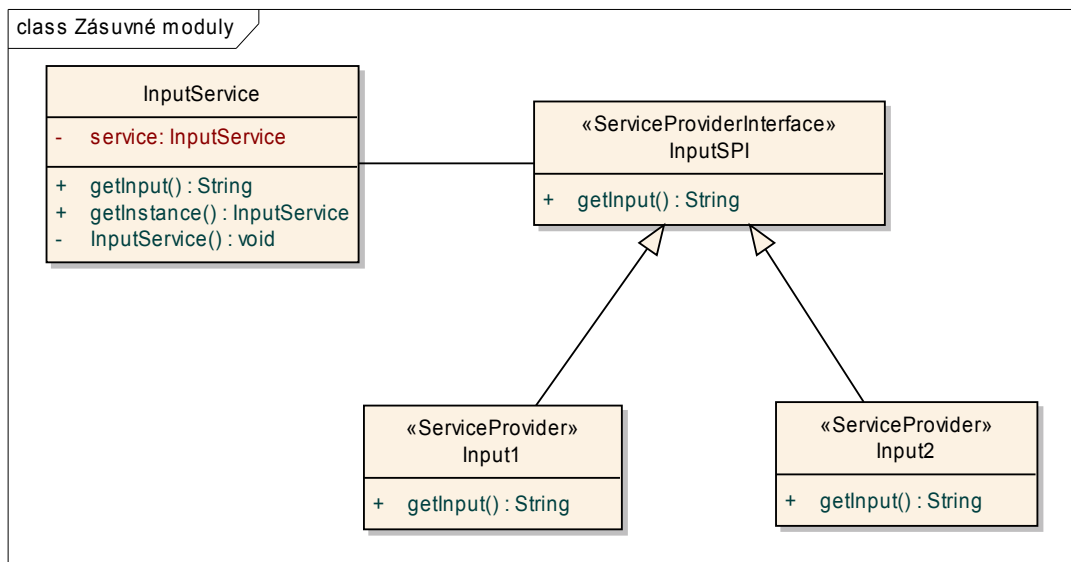 class Zásuvné moduly
InputService
- service: InputService
+ getInput() : String
+ getInstance() : InputService
- InputService() : void
«ServiceProviderInterface»
InputSPI
+ getInput() : String
«ServiceProvider»
Input1
+ getInput() : String
«ServiceProvider»
Input2
+ getInput() : String